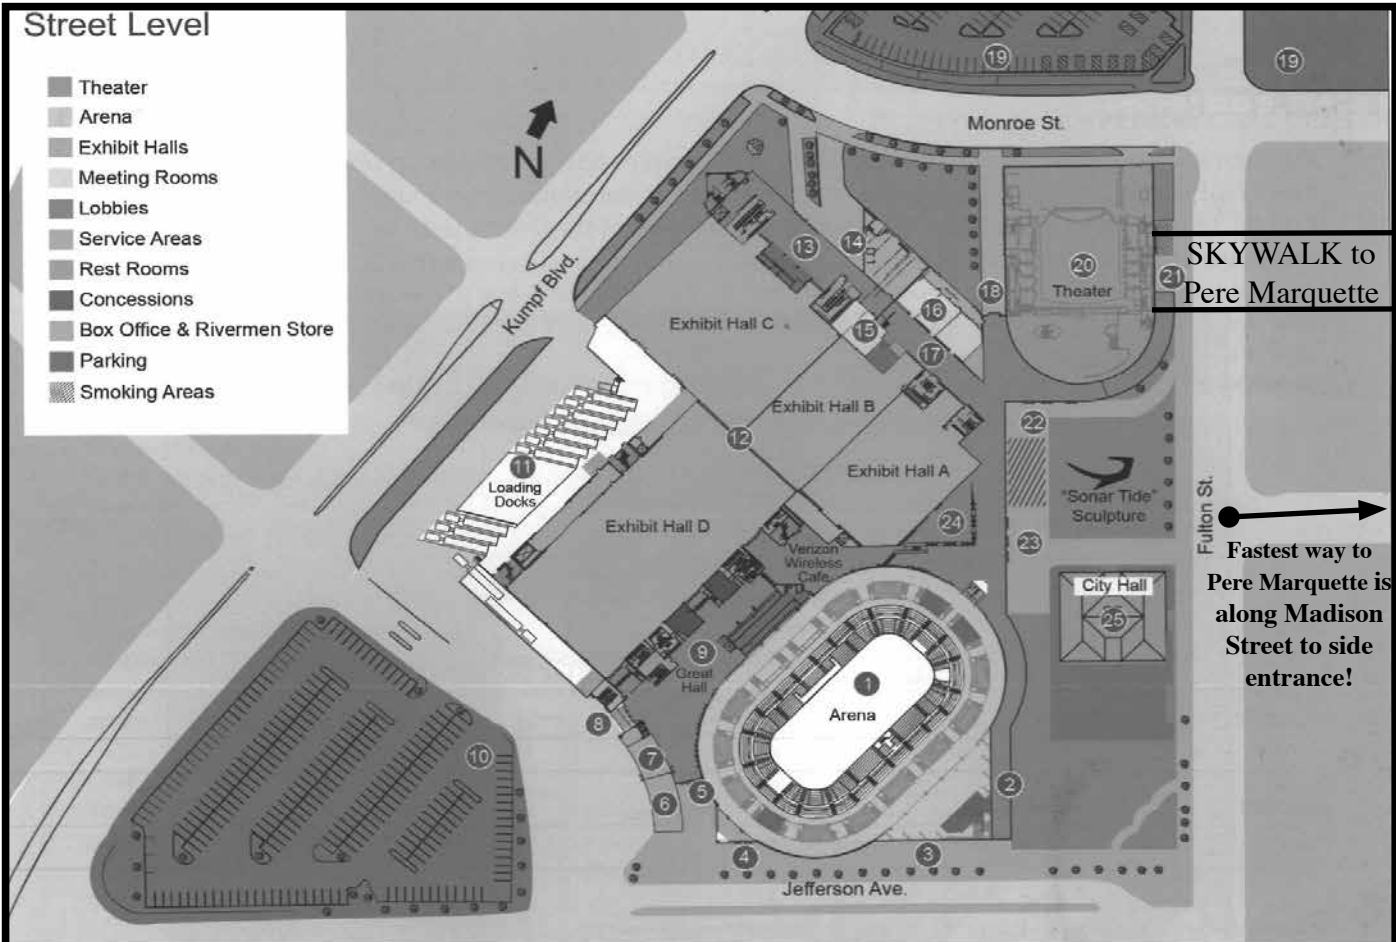 Street Level
Theater
Arena
Exhibit Halls
Meeting Rooms
Lobbies
Service Areas
Rest Rooms
Concessions
Box Office & Rivermen Store
Parking
Smoking Areas
N
Kumpf Blvd.
Monroe St.
19
19
13
14
15
16
17
18
20
Theater
21
SKYWALK to
Pere Marquette
Exhibit Hall C
Exhibit Hall B
Exhibit Hall A
12
11
Loading
Docks
Exhibit Hall D
22
"Sonar Tide"
Sculpture
Fulton St.
24
23
Verizon
Wireless
Cafe
Fastest way to
Pere Marquette is
along Madison
Street to side
entrance!
City Hall
25
9
Great
Hall
1
Arena
8
7
6
5
10
2
4
3
Jefferson Ave.